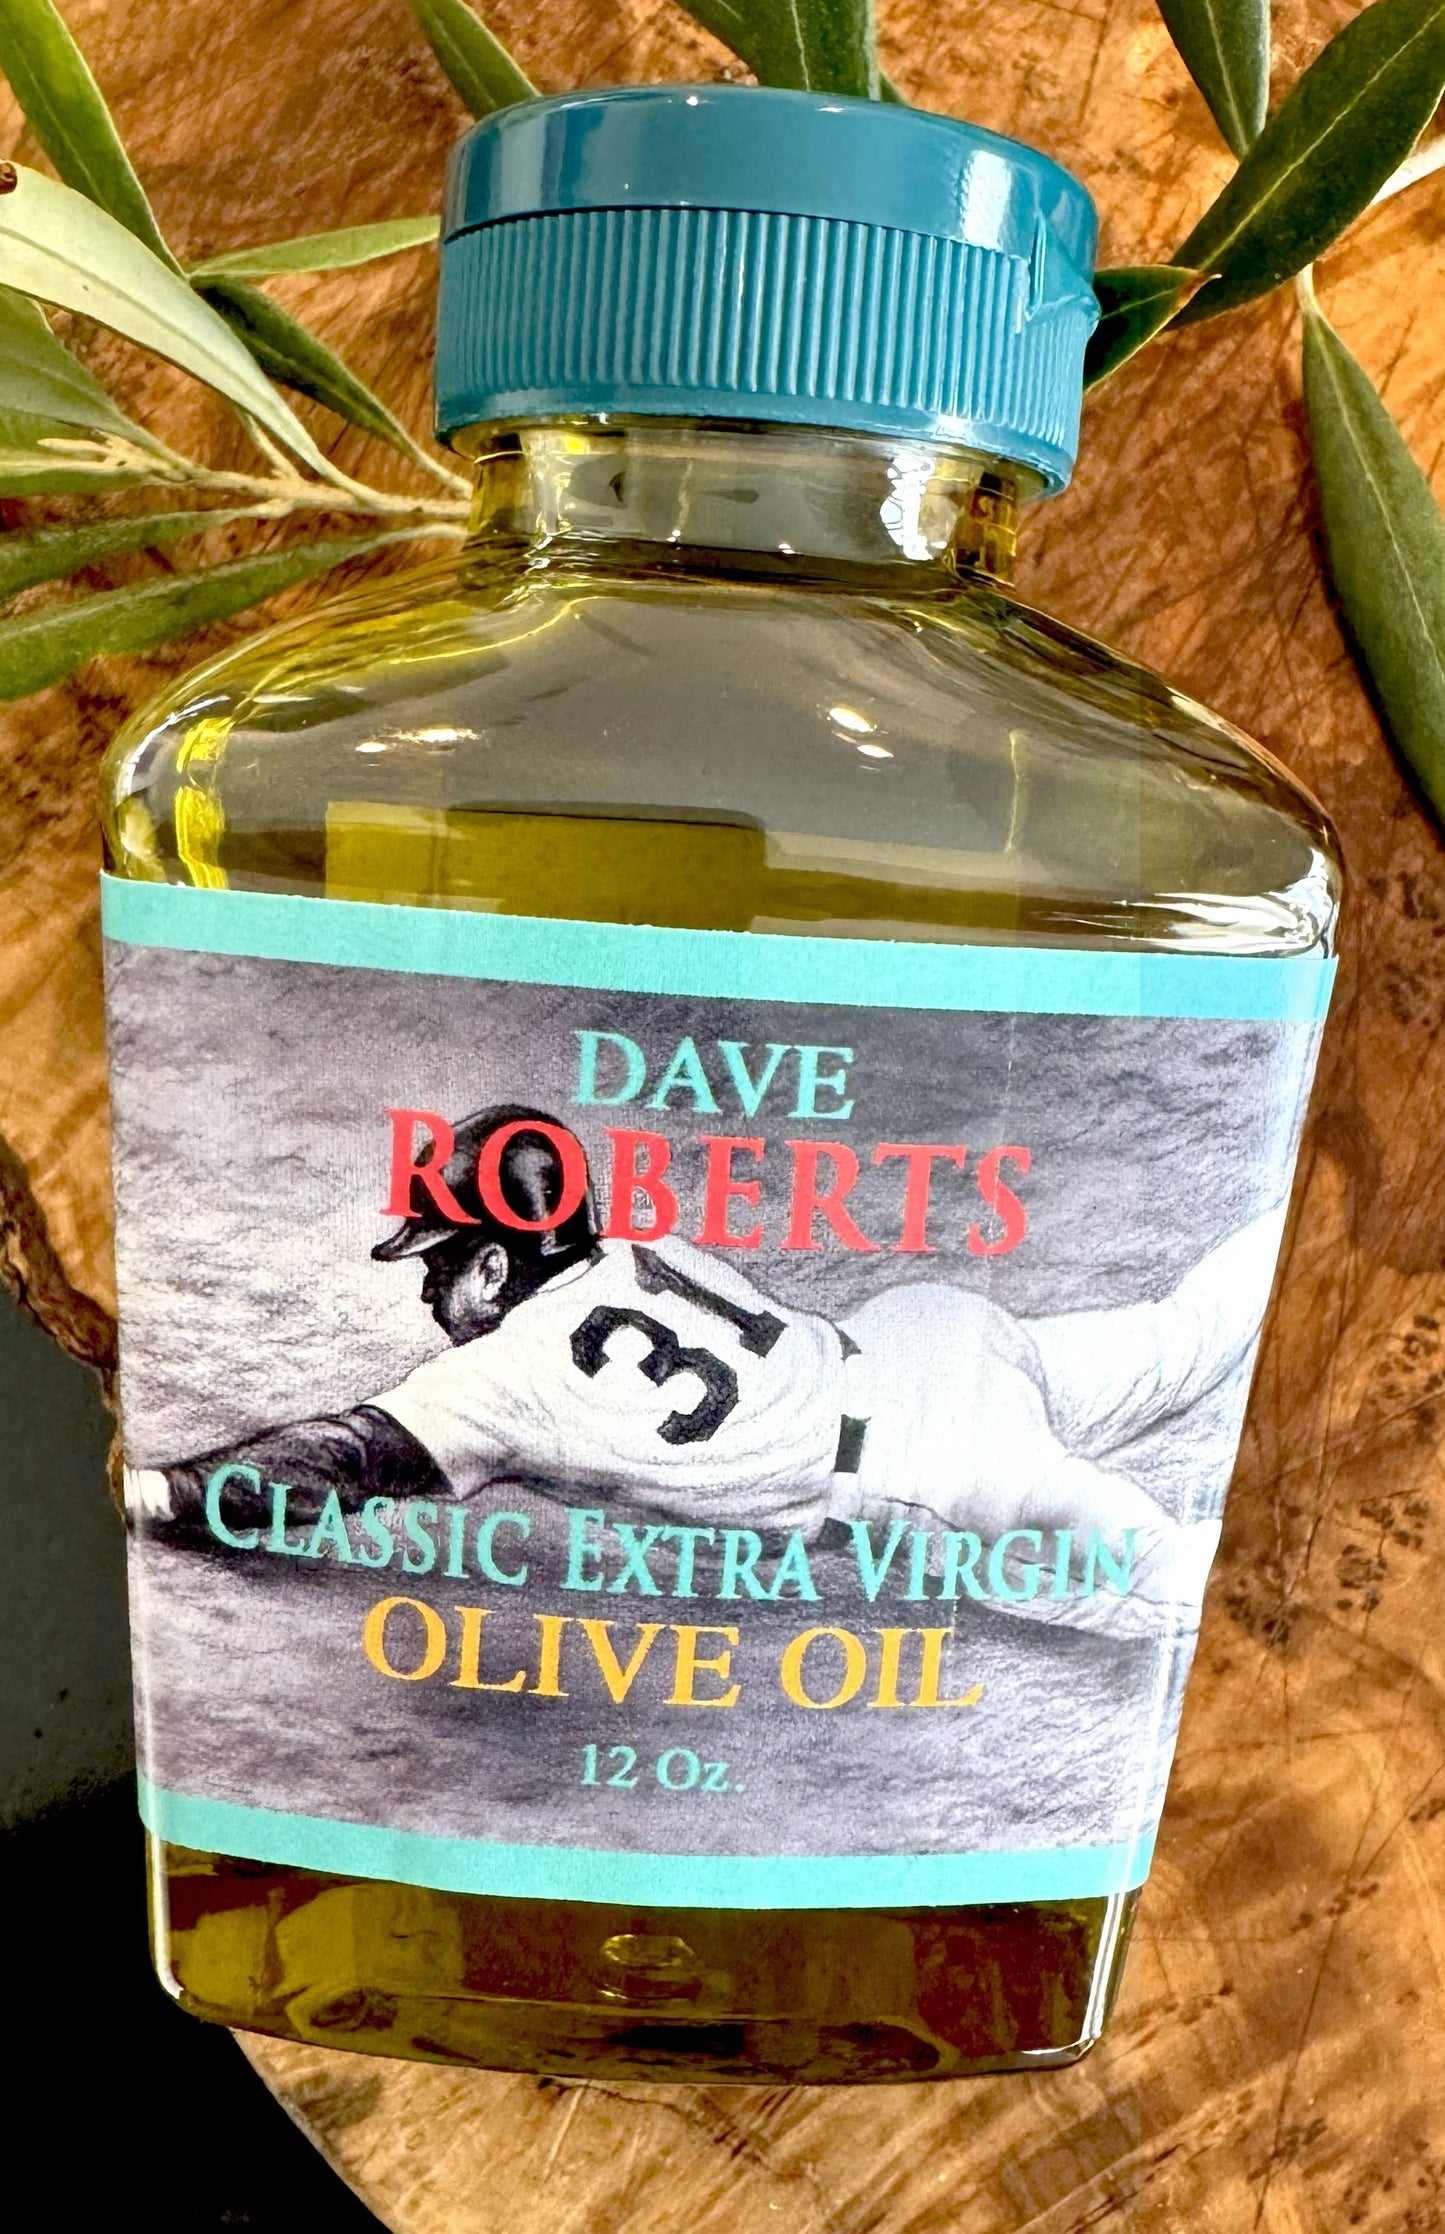 DAVE
ROBERTS
31
CLASSIC EXTRA VIRGIN
OLIVE OIL
12 Oz.